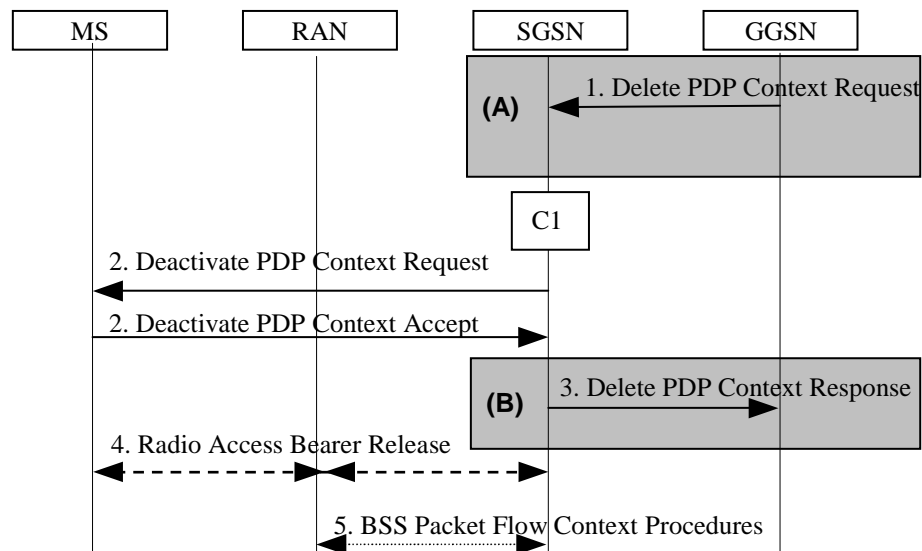 MS RAN SGSN GGSN
1. Delete PDP Context Request
(A)
C1
2. Deactivate PDP Context Request
2. Deactivate PDP Context Accept
3. Delete PDP Context Response
(B)
4. Radio Access Bearer Release
5. BSS Packet Flow Context Procedures